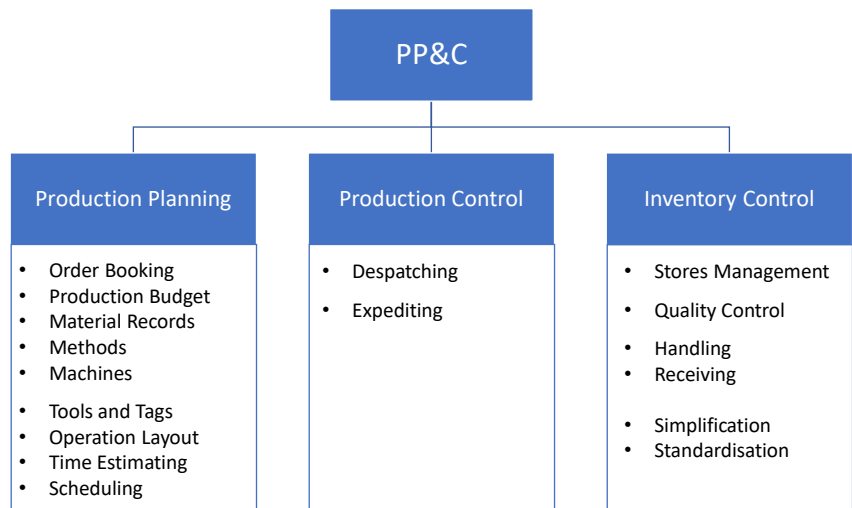 PP&C
Production Planning
• Order Booking
• Production Budget
• Material Records
• Methods
• Machines
• Tools and Tags
• Operation Layout
• Time Estimating
• Scheduling
Production Control
• Despatching
• Expediting
Inventory Control
• Stores Management
• Quality Control
• Handling
• Receiving
• Simplification
• Standardisation